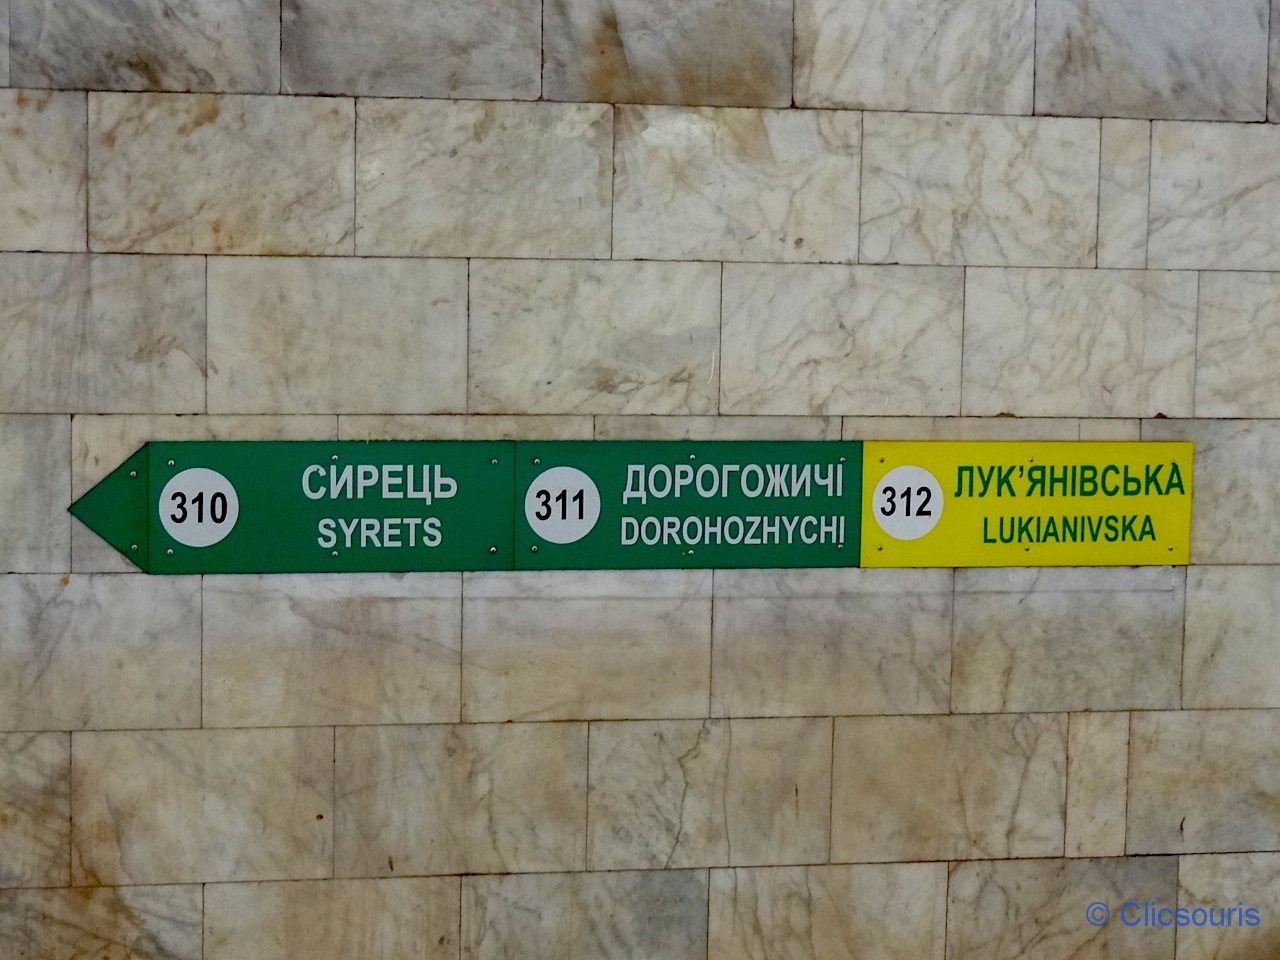 310
СИРЕЦЬ
SYRETS
311
ДОРОГОЖИЧІ
DOROHOZHYCHI
312
ЛУК’ЯНІВСЬКА
LUKIANIVSKA
© Clicsouris